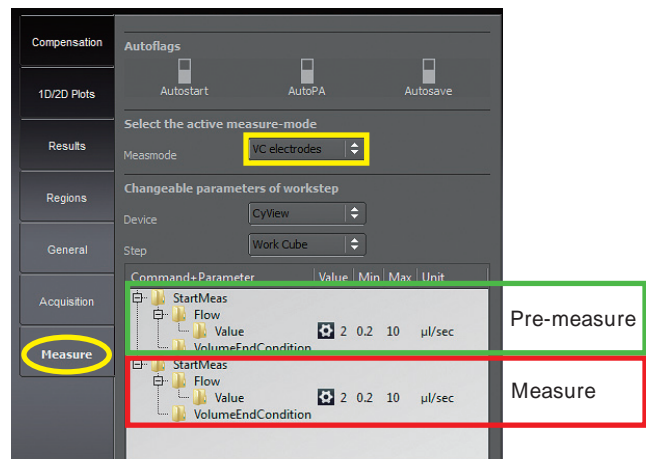 Compensation
1D/2D Plots
Results
Regions
General
Acquisition
Measure
Autoflags
Autostart AutoPA Autosave
Select the active measure-mode
Measmode VC electrodes
Changeable parameters of workstep
Device CyView
Step Work Cube
Command+Parameter Value Min Max Unit
StartMeas
Flow
Value 2 0.2 10 µl/sec
VolumeEndCondition
StartMeas
Flow
Value 2 0.2 10 µl/sec
VolumeEndCondition
Pre-measure
Measure